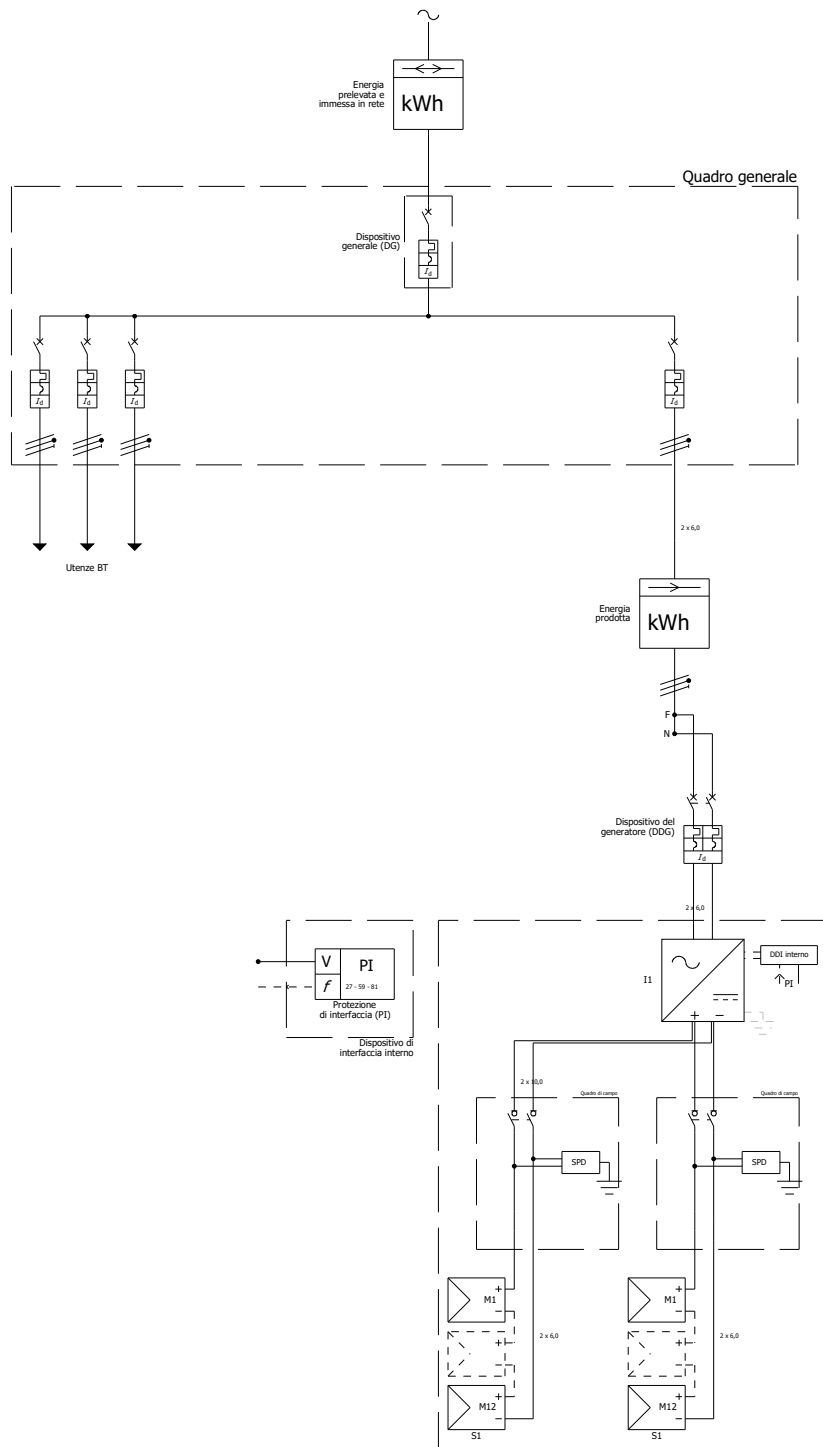 Energia
prelevata e
immessa in rete
kWh
Quadro generale
Dispositivo
generale (DG)
Id
Id
Id
Id
Id
2 x 6,0
Utenze BT
Energia
prodotta
kWh
F
N
Dispositivo del
generatore (DDG)
Id
2 x 6,0
V
f
PI
27 - 59 - 81
Protezione
di interfaccia (PI)
Dispositivo di
interfaccia interno
I1
DDI interno
PI
+ −
2 x 10,0
Quadro di campo
Quadro di campo
SPD
SPD
M1
+
−
M1
+
−
+
−
+
−
2 x 6,0
2 x 6,0
M12
+
−
M12
+
−
S1
S1